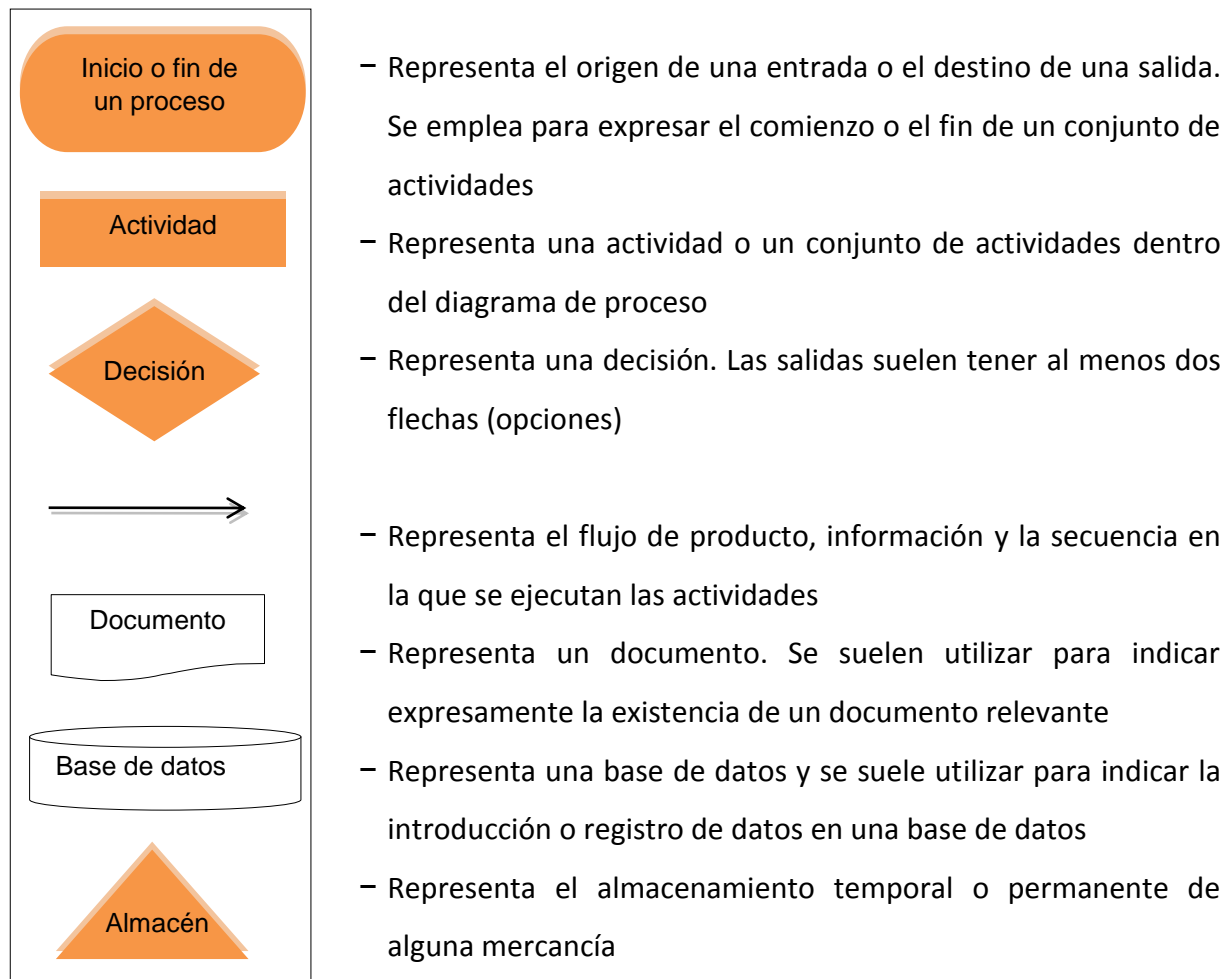 Inicio o fin de
un proceso
− Representa el origen de una entrada o el destino de una salida.
Se emplea para expresar el comienzo o el fin de un conjunto de
actividades
Actividad
− Representa una actividad o un conjunto de actividades dentro
del diagrama de proceso
Decisión
− Representa una decisión. Las salidas suelen tener al menos dos
flechas (opciones)
− Representa el flujo de producto, información y la secuencia en
la que se ejecutan las actividades
Documento
− Representa un documento. Se suelen utilizar para indicar
expresamente la existencia de un documento relevante
Base de datos
− Representa una base de datos y se suele utilizar para indicar la
introducción o registro de datos en una base de datos
Almacén
− Representa el almacenamiento temporal o permanente de
alguna mercancía